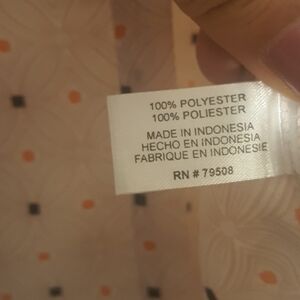 100% POLYESTER
100% POLIESTER
MADE IN INDONESIA
HECHO EN INDONESIA
FABRIQUE EN INDONESIE
RN # 79508